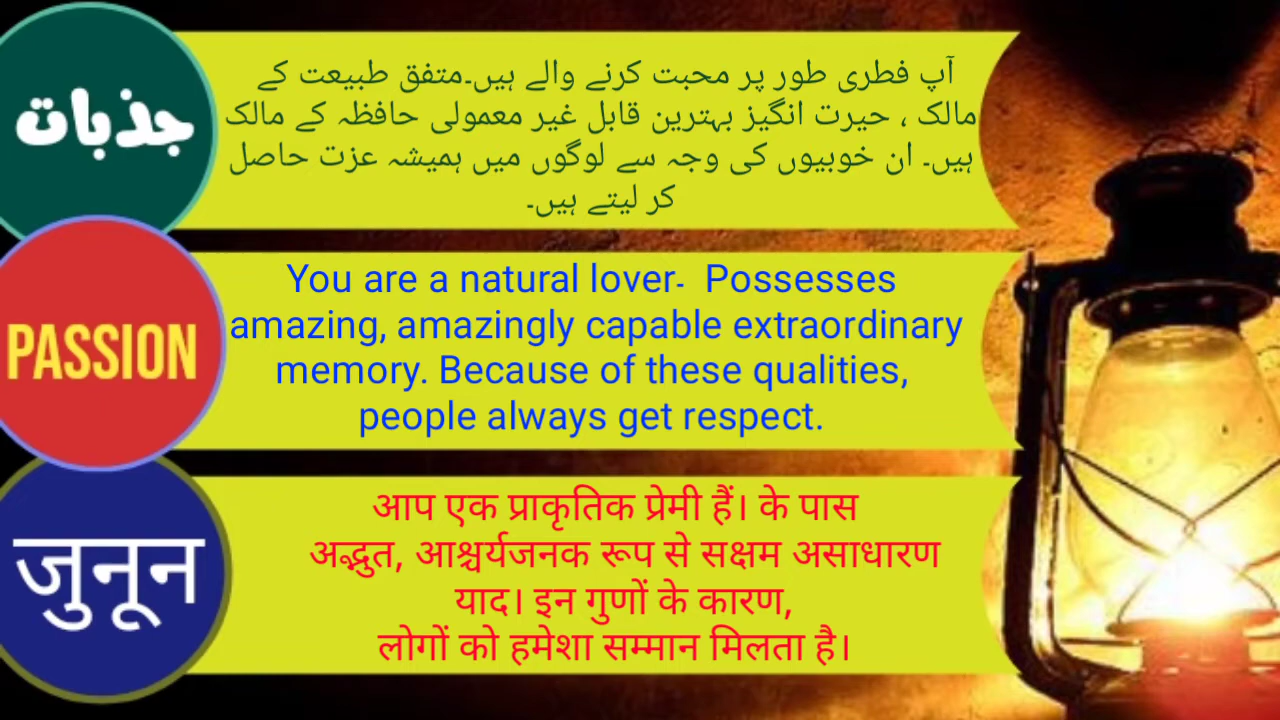 جذبات
آپ فطری طور پر محبت کرنے والے ہیں۔متفق طبیعت کے
مالک ، حیرت انگیز بہترین قابل غیر معمولی حافظہ کے مالک
ہیں۔ ان خوبیوں کی وجہ سے لوگوں میں ہمیشہ عزت حاصل
کر لیتے ہیں۔
PASSION
You are a natural lover- Possesses
amazing, amazingly capable extraordinary
memory. Because of these qualities,
people always get respect.
जुनून
आप एक प्राकृतिक प्रेमी हैं। के पास
अद्भुत, आश्चर्यजनक रूप से सक्षम असाधारण
याद। इन गुणों के कारण,
लोगों को हमेशा सम्मान मिलता है।